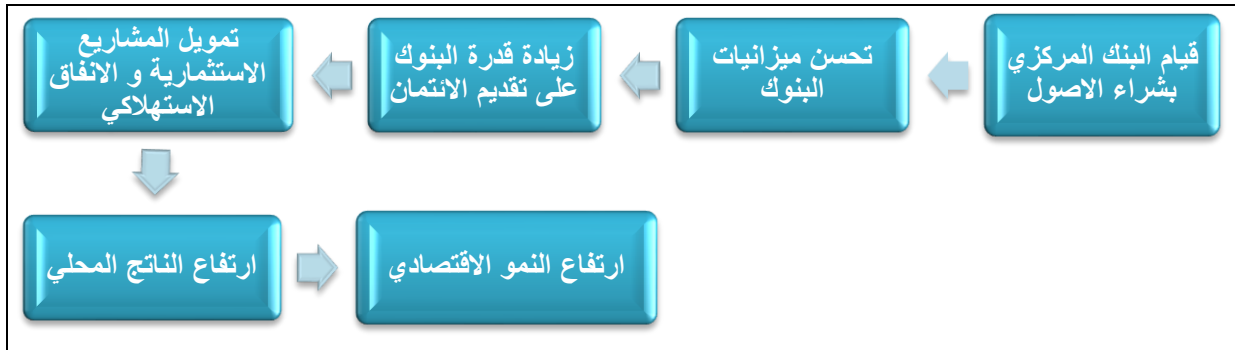 قيام البنك المركزي
بشراء الاصول
تحسن ميزانيات
البنوك
زيادة قدرة البنوك
على تقديم الائتمان
تمويل المشاريع
الاستثمارية و الانفاق
الاستهلاكي
ارتفاع الناتج المحلي
ارتفاع النمو الاقتصادي